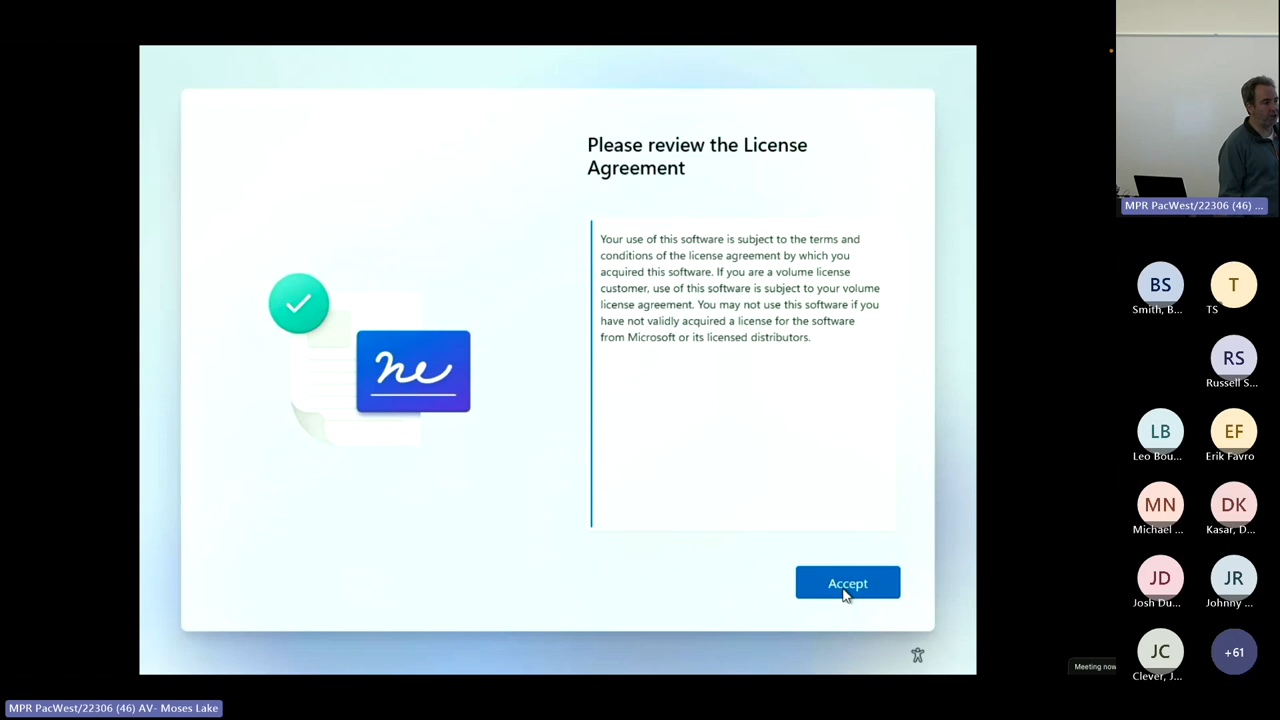 Please review the License
Agreement
Your use of this software is subject to the terms and
conditions of the license agreement by which you
acquired this software. If you are a volume license
customer, use of this software is subject to your volume
license agreement. You may not use this software if you
have not validly acquired a license for the software
from Microsoft or its licensed distributors.
Accept
MPR PacWest/22306 (46) ...
BS
Smith, B...
T
TS
RS
Russell S...
LB
Leo Bou...
EF
Erik Favro
MN
Michael ...
DK
Kasar, D...
JD
Josh Du...
JR
Johnny ...
JC
Clever, J...
+61
Meeting now
MPR PacWest/22306 (46) AV- Moses Lake